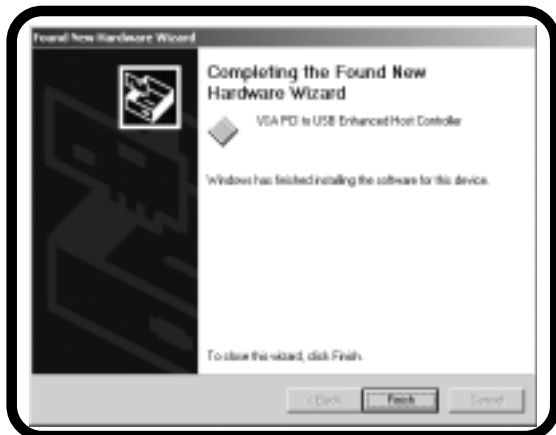 Found New Hardware Wizard
Completing the Found New
Hardware Wizard
VIA PCI to USB Enhanced Host Controller
Windows has finished installing the software for this device.
To close this wizard, click Finish.
< Back
Finish
Cancel